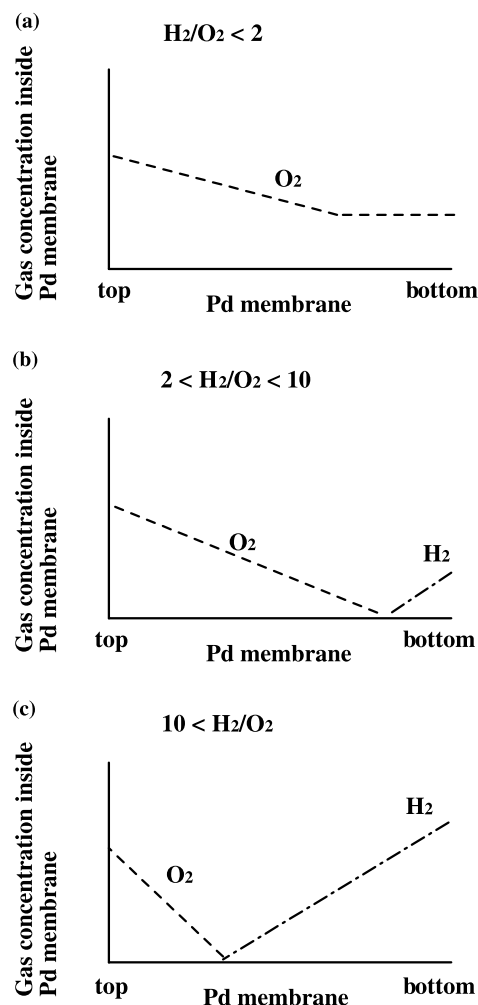 (a)
H2/O2 < 2
Gas concentration inside
Pd membrane
O2
top
Pd membrane
bottom
(b)
2 < H2/O2 < 10
Gas concentration inside
Pd membrane
O2
H2
top
Pd membrane
bottom
(c)
10 < H2/O2
Gas concentration inside
Pd membrane
O2
H2
top
Pd membrane
bottom